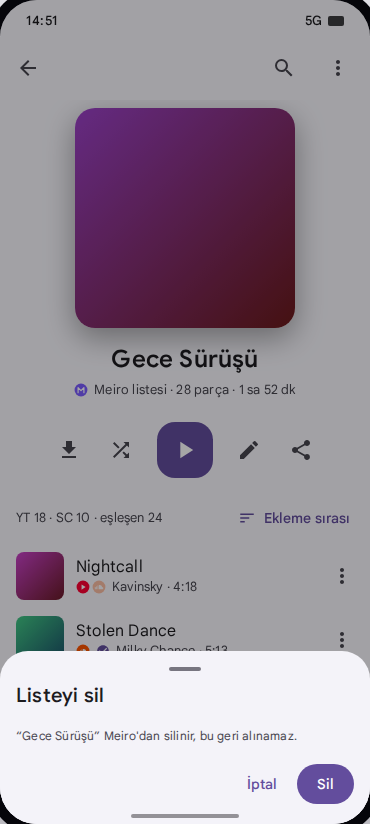 14:51
5G
Gece Sürüşü
Meiro listesi · 28 parça · 1 sa 52 dk
YT 18 · SC 10 · eşleşen 24
Ekleme sırası
Nightcall
Kavinsky · 4:18
Stolen Dance
Milky Chance · 5:13
Listeyi sil
“Gece Sürüşü” Meiro'dan silinir, bu geri alınamaz.
İptal
Sil